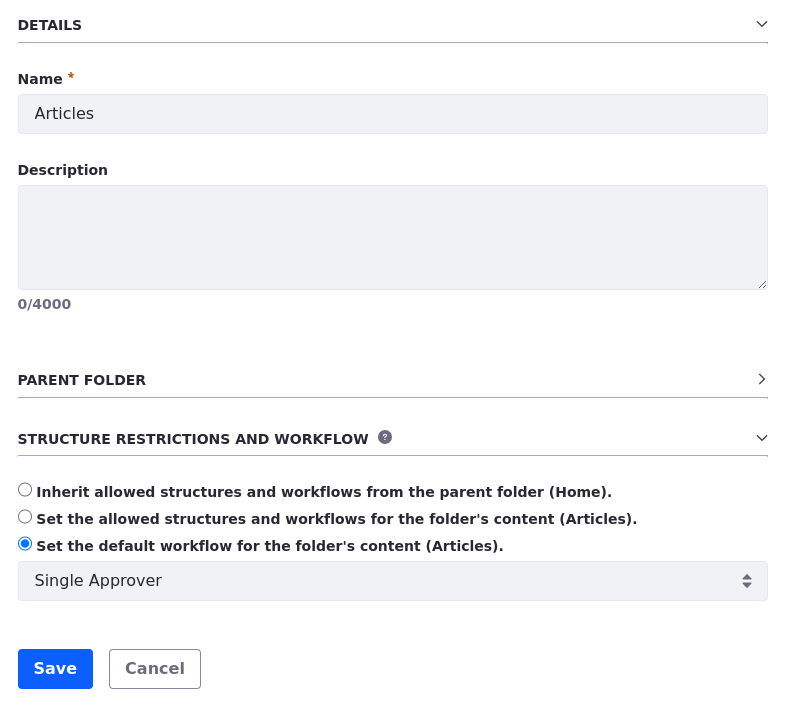 DETAILS
Name *
Articles
Description
0/4000
PARENT FOLDER
STRUCTURE RESTRICTIONS AND WORKFLOW ?
Inherit allowed structures and workflows from the parent folder (Home).
Set the allowed structures and workflows for the folder's content (Articles).
Set the default workflow for the folder's content (Articles).
Single Approver
Save Cancel